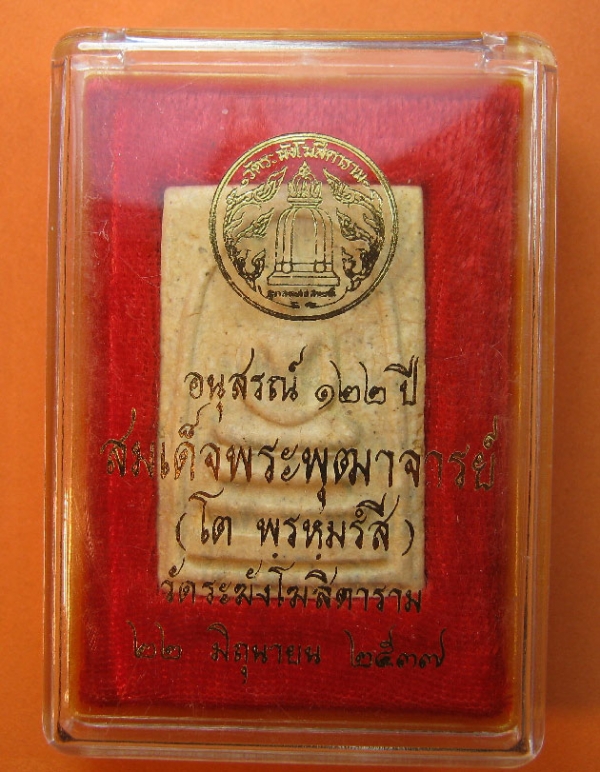 วัดระฆังโฆสิตาราม
อนุสรณ์ ๑๒๒ ปี
สมเด็จพระพุฒาจารย์
(โต พฺรหฺมรํสี)
วัดระฆังโฆสิตาราม
๒๒ มิถุนายน ๒๕๓๗